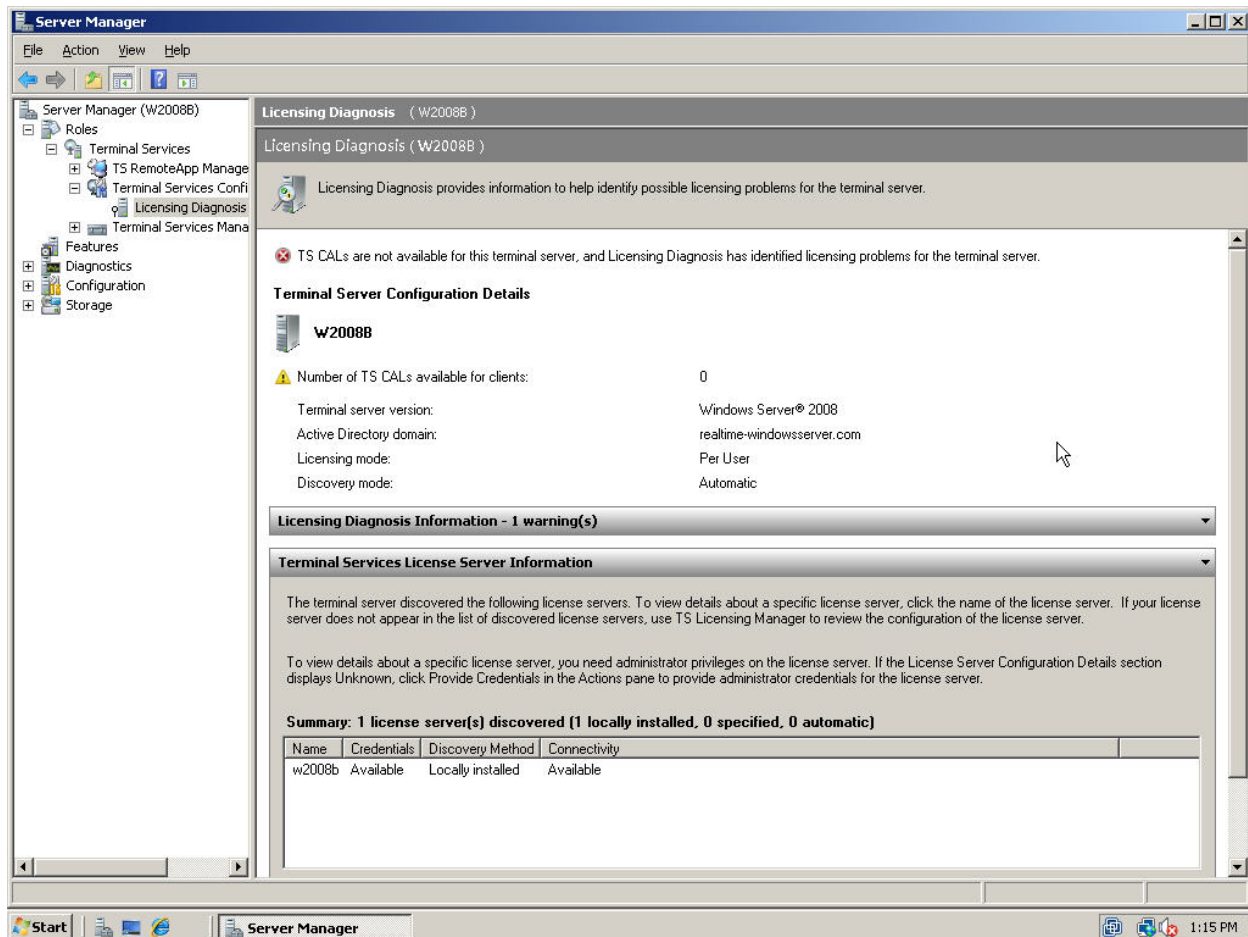 Server Manager
File Action View Help
Server Manager (W2008B)
Roles
Terminal Services
TS RemoteApp Manage
Terminal Services Confi
Licensing Diagnosis
Terminal Services Mana
Features
Diagnostics
Configuration
Storage
Licensing Diagnosis (W2008B)
Licensing Diagnosis (W2008B)
Licensing Diagnosis provides information to help identify possible licensing problems for the terminal server.
TS CALs are not available for this terminal server, and Licensing Diagnosis has identified licensing problems for the terminal server.
Terminal Server Configuration Details
W2008B
Number of TS CALs available for clients: 0
Terminal server version: Windows Server® 2008
Active Directory domain: realtime-windowsserver.com
Licensing mode: Per User
Discovery mode: Automatic
Licensing Diagnosis Information - 1 warning(s)
Terminal Services License Server Information
The terminal server discovered the following license servers. To view details about a specific license server, click the name of the license server. If your license
server does not appear in the list of discovered license servers, use TS Licensing Manager to review the configuration of the license server.
To view details about a specific license server, you need administrator privileges on the license server. If the License Server Configuration Details section
displays Unknown, click Provide Credentials in the Actions pane to provide administrator credentials for the license server.
Summary: 1 license server(s) discovered (1 locally installed, 0 specified, 0 automatic)
Name Credentials Discovery Method Connectivity
w2008b Available Locally installed Available
Start Server Manager 1:15 PM